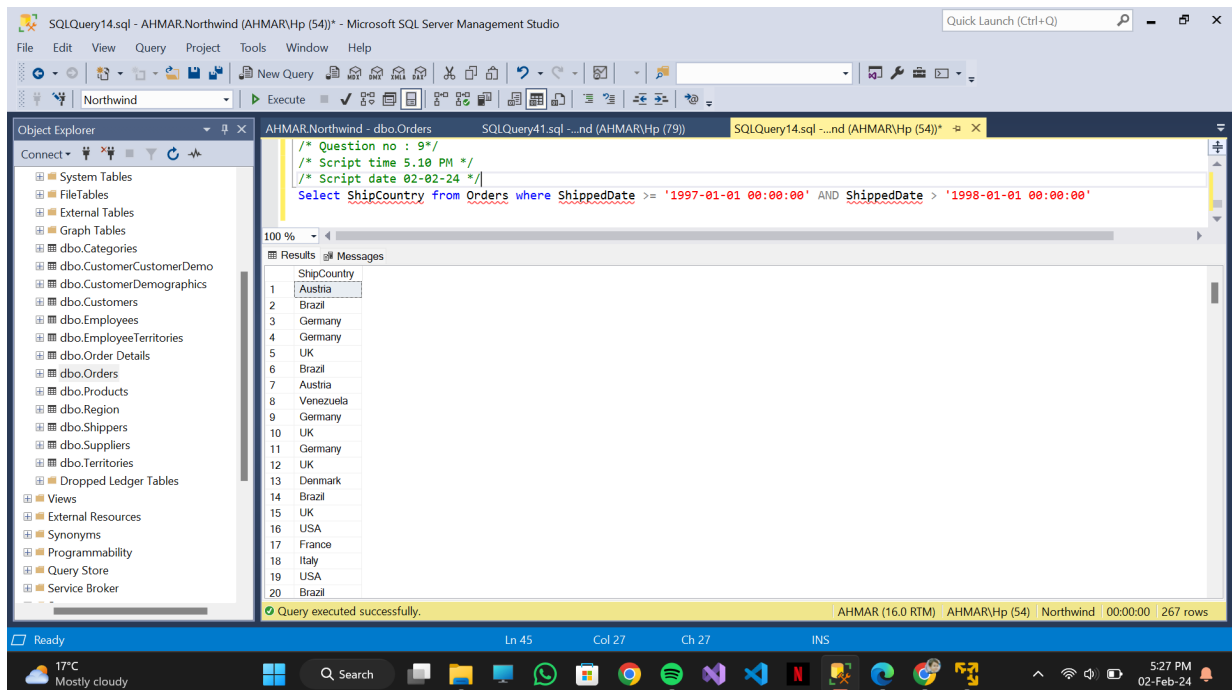 SQLQuery14.sql - AHMAR.Northwind (AHMAR\Hp (54))* - Microsoft SQL Server Management Studio
Quick Launch (Ctrl+Q)
File Edit View Query Project Tools Window Help
New Query MDX DMX XMLA DAX
Northwind Execute
Object Explorer
AHMAR.Northwind - dbo.Orders SQLQuery41.sql -...nd (AHMAR\Hp (79)) SQLQuery14.sql -...nd (AHMAR\Hp (54))*
Connect
System Tables
FileTables
External Tables
Graph Tables
dbo.Categories
dbo.CustomerCustomerDemo
dbo.CustomerDemographics
dbo.Customers
dbo.Employees
dbo.EmployeeTerritories
dbo.Order Details
dbo.Orders
dbo.Products
dbo.Region
dbo.Shippers
dbo.Suppliers
dbo.Territories
Dropped Ledger Tables
Views
External Resources
Synonyms
Programmability
Query Store
Service Broker
/* Question no : 9*/
/* Script time 5.10 PM */
/* Script date 02-02-24 */
Select ShipCountry from Orders where ShippedDate >= '1997-01-01 00:00:00' AND ShippedDate > '1998-01-01 00:00:00'
100 %
Results Messages
ShipCountry
1 Austria
2 Brazil
3 Germany
4 Germany
5 UK
6 Brazil
7 Austria
8 Venezuela
9 Germany
10 UK
11 Germany
12 UK
13 Denmark
14 Brazil
15 UK
16 USA
17 France
18 Italy
19 USA
20 Brazil
Query executed successfully. AHMAR (16.0 RTM) AHMAR\Hp (54) Northwind 00:00:00 267 rows
Ready Ln 45 Col 27 Ch 27 INS
17°C
Mostly cloudy
Search
5:27 PM
02-Feb-24